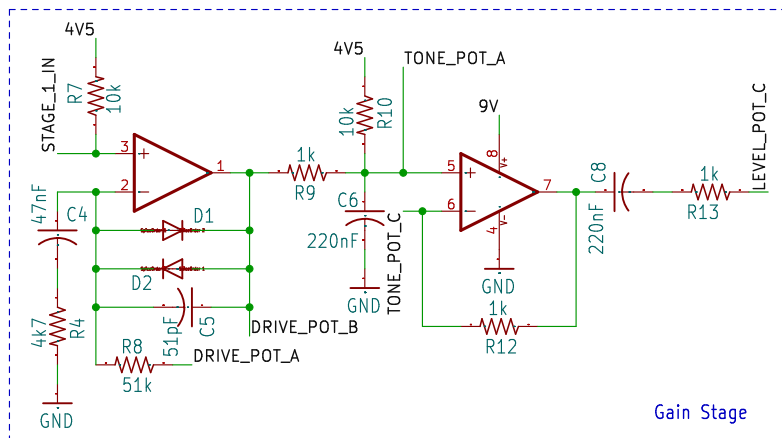 4V5
STAGE_1_IN
R7
10k
3
+
1
2
-
47nF
C4
D1
D2
51pF
C5
4k7
R4
R8
51k
GND
DRIVE_POT_B
DRIVE_POT_A
4V5
TONE_POT_A
10k
R10
1k
R9
C6
220nF
GND
TONE_POT_C
9V
8
V+
5
+
7
6
-
4
V-
GND
1k
R12
C8
220nF
1k
R13
LEVEL_POT_C
Gain Stage